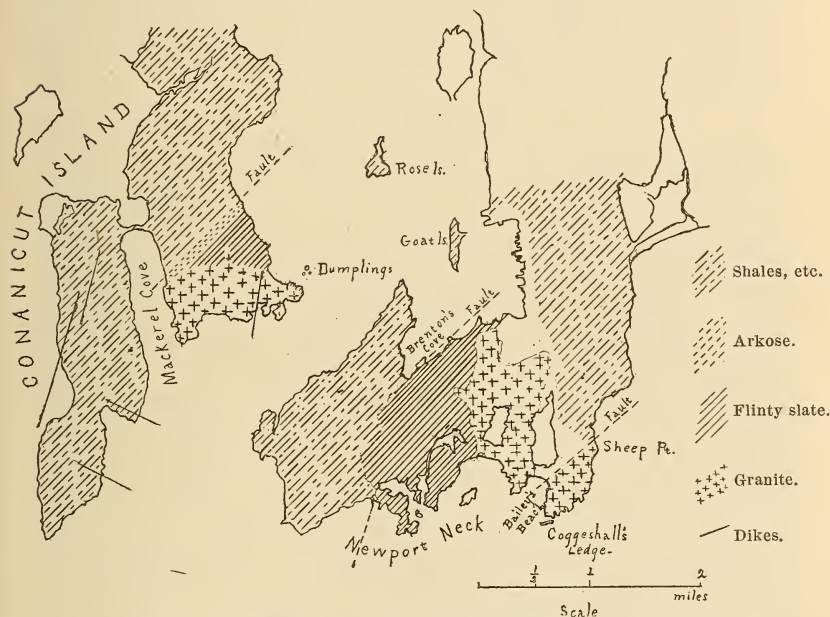 CONANICUT ISLAND
Mackerel Cove
Fault
Rose Is.
Goat Is.
Dumplings
Brenton's
Cove
Fault
Fault
Sheep Pt.
Bailey's
Beach
Coggeshall's
Ledge-
Newport Neck
Shales, etc.
Arkose.
Flinty slate.
Granite.
Dikes.
1/2 1 2
miles
Scale